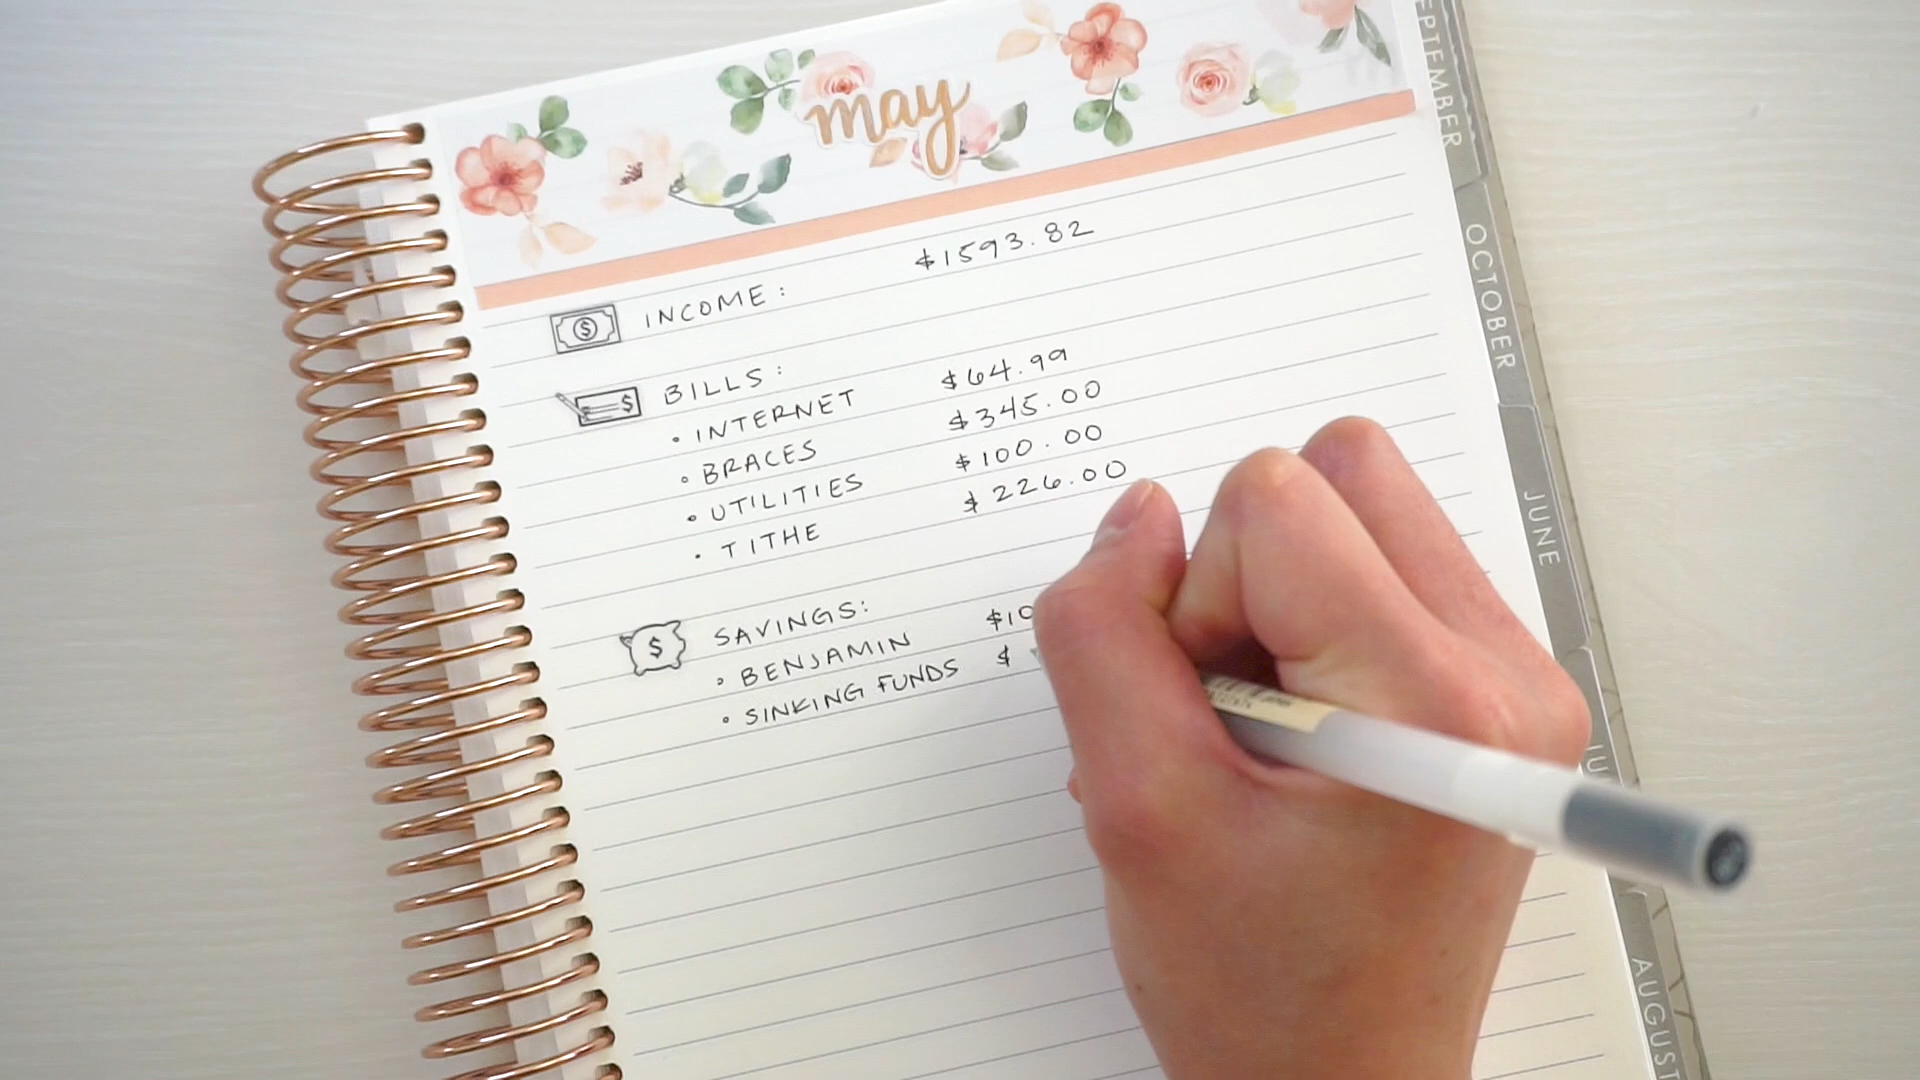 may
INCOME: $1593.82
BILLS:
• INTERNET $64.99
• BRACES $345.00
• UTILITIES $100.00
• TITHE $226.00
SAVINGS:
• BENJAMIN $10
• SINKING FUNDS $
OCTOBER
JUNE
AUGUST